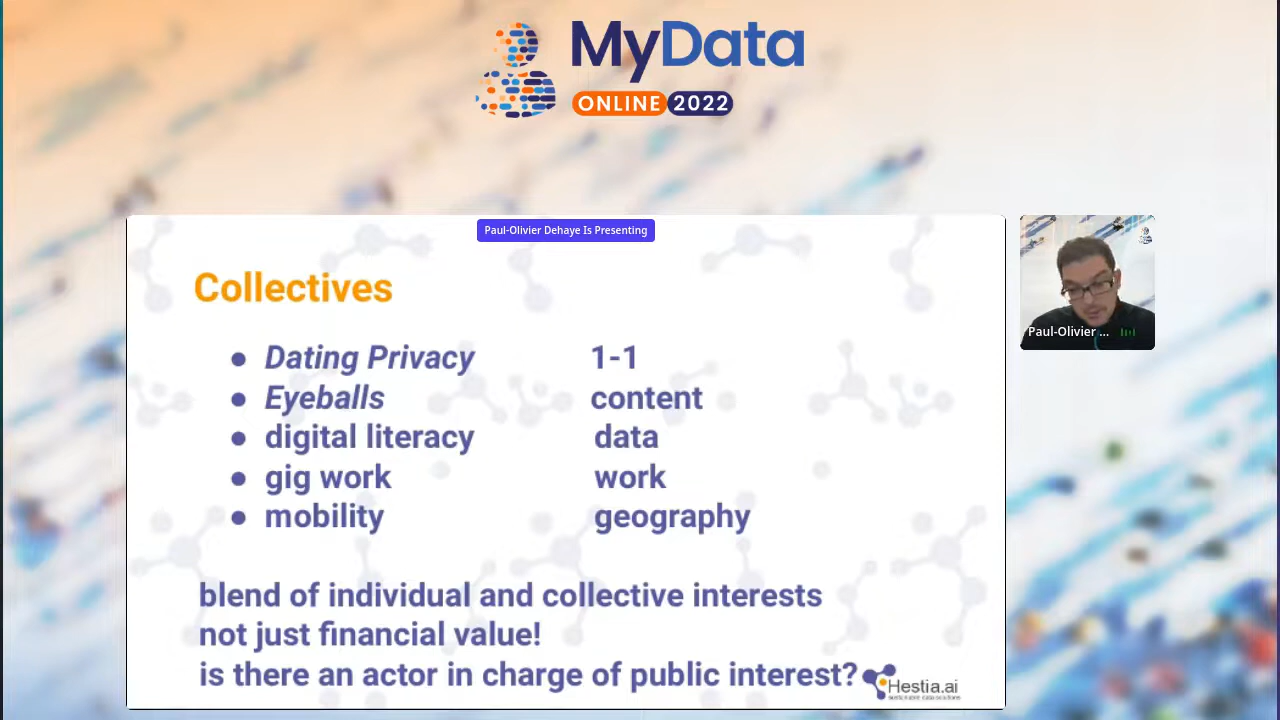 MyData
ONLINE 2022
Paul-Olivier Dehaye Is Presenting
Collectives
● Dating Privacy 1-1
● Eyeballs content
● digital literacy data
● gig work work
● mobility geography
blend of individual and collective interests
not just financial value!
is there an actor in charge of public interest?
Hestia.ai
Paul-Olivier ...